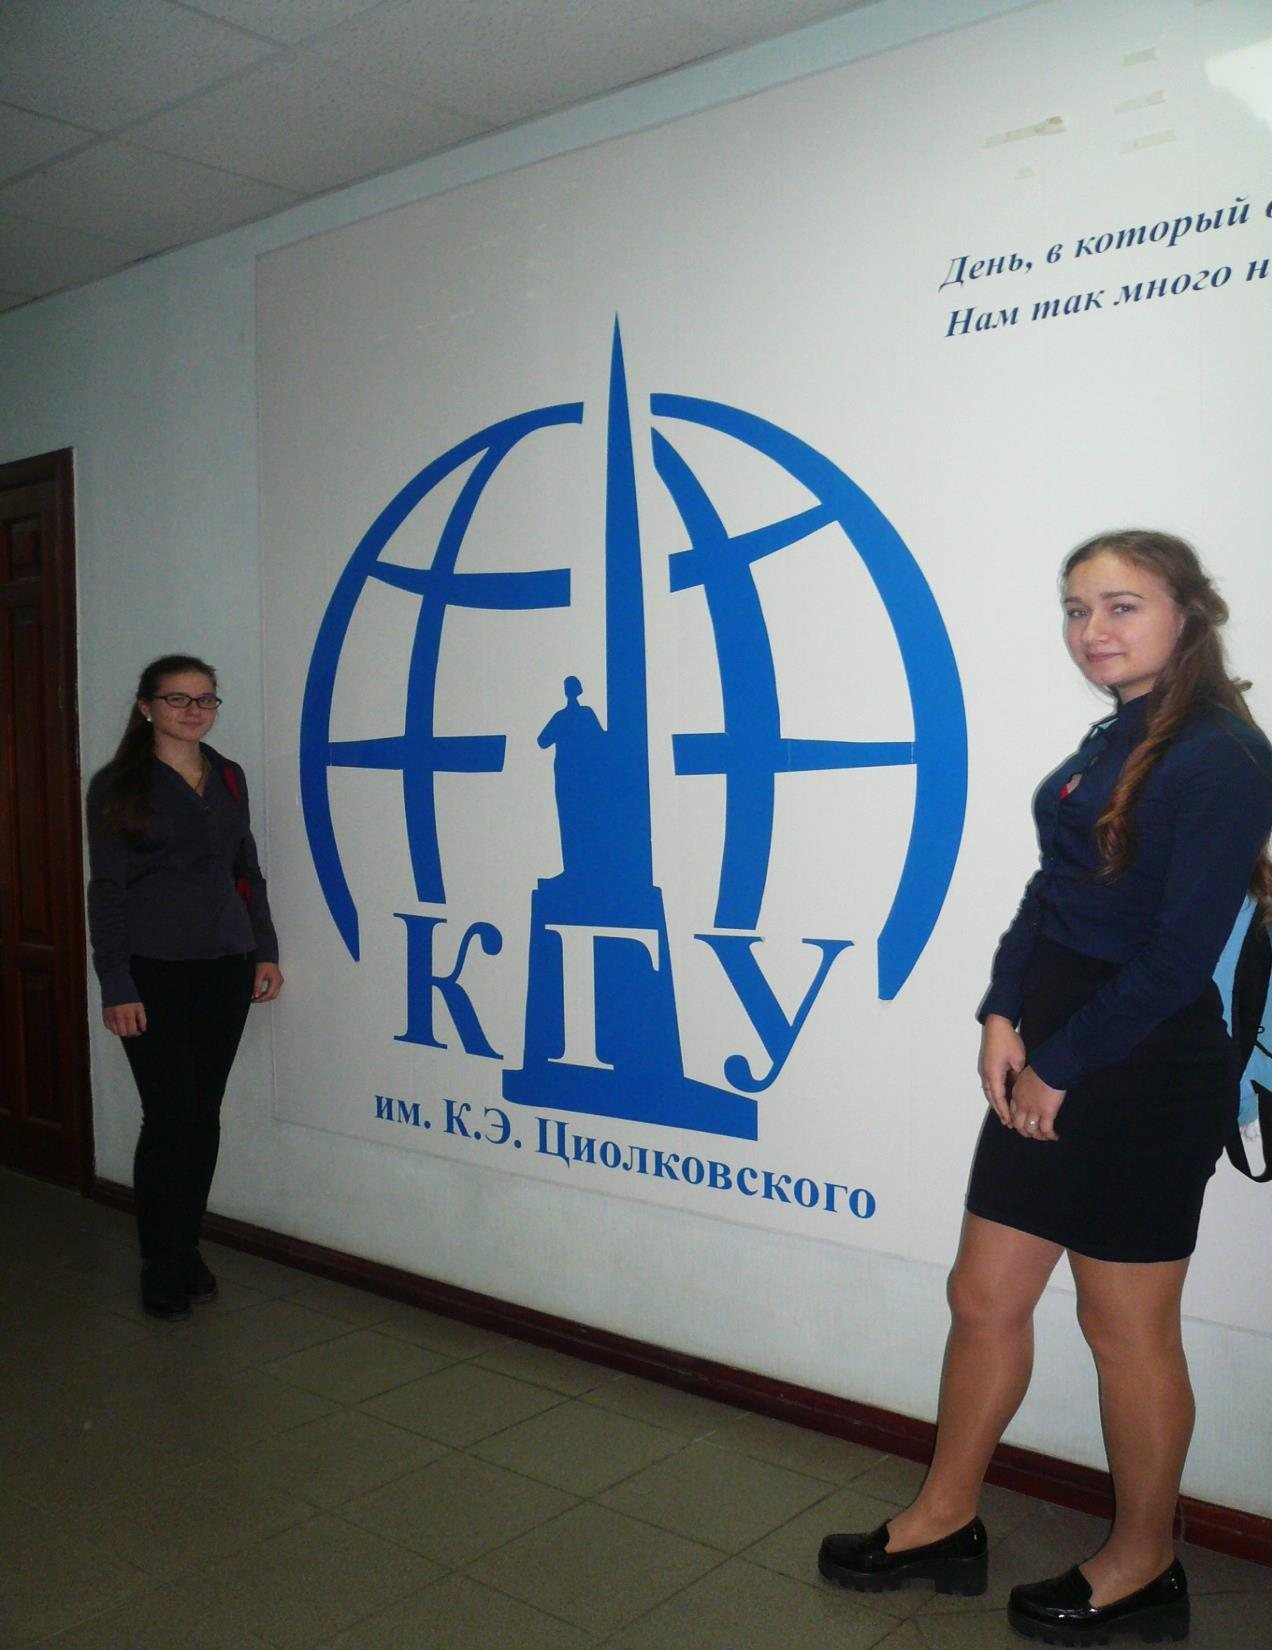 День, в который
Нам так много
КГУ
им. К.Э. Циолковского